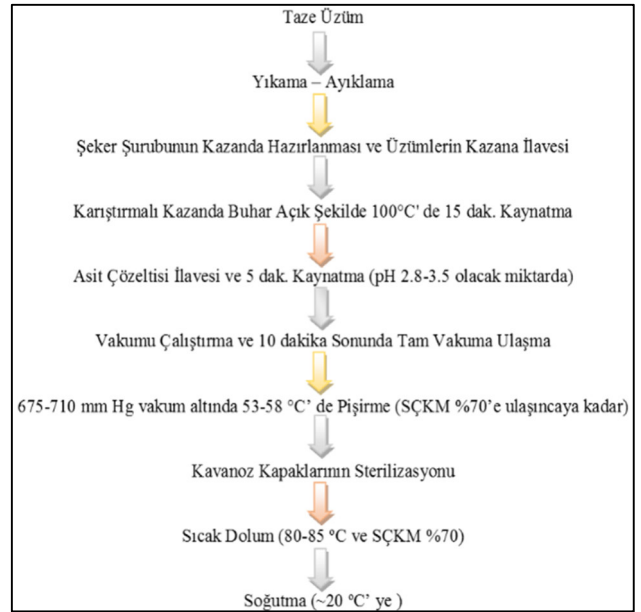 Taze Üzüm
Yıkama – Ayıklama
Şeker Şurubunun Kazanda Hazırlanması ve Üzümlerin Kazana İlavesi
Karıştırmalı Kazanda Buhar Açık Şekilde 100°C' de 15 dak. Kaynatma
Asit Çözeltisi İlavesi ve 5 dak. Kaynatma (pH 2.8-3.5 olacak miktarda)
Vakumu Çalıştırma ve 10 dakika Sonunda Tam Vakuma Ulaşma
675-710 mm Hg vakum altında 53-58 °C’ de Pişirme (SÇKM %70’e ulaşıncaya kadar)
Kavanoz Kapaklarının Sterilizasyonu
Sıcak Dolum (80-85 °C ve SÇKM %70)
Soğutma (~20 °C’ ye )